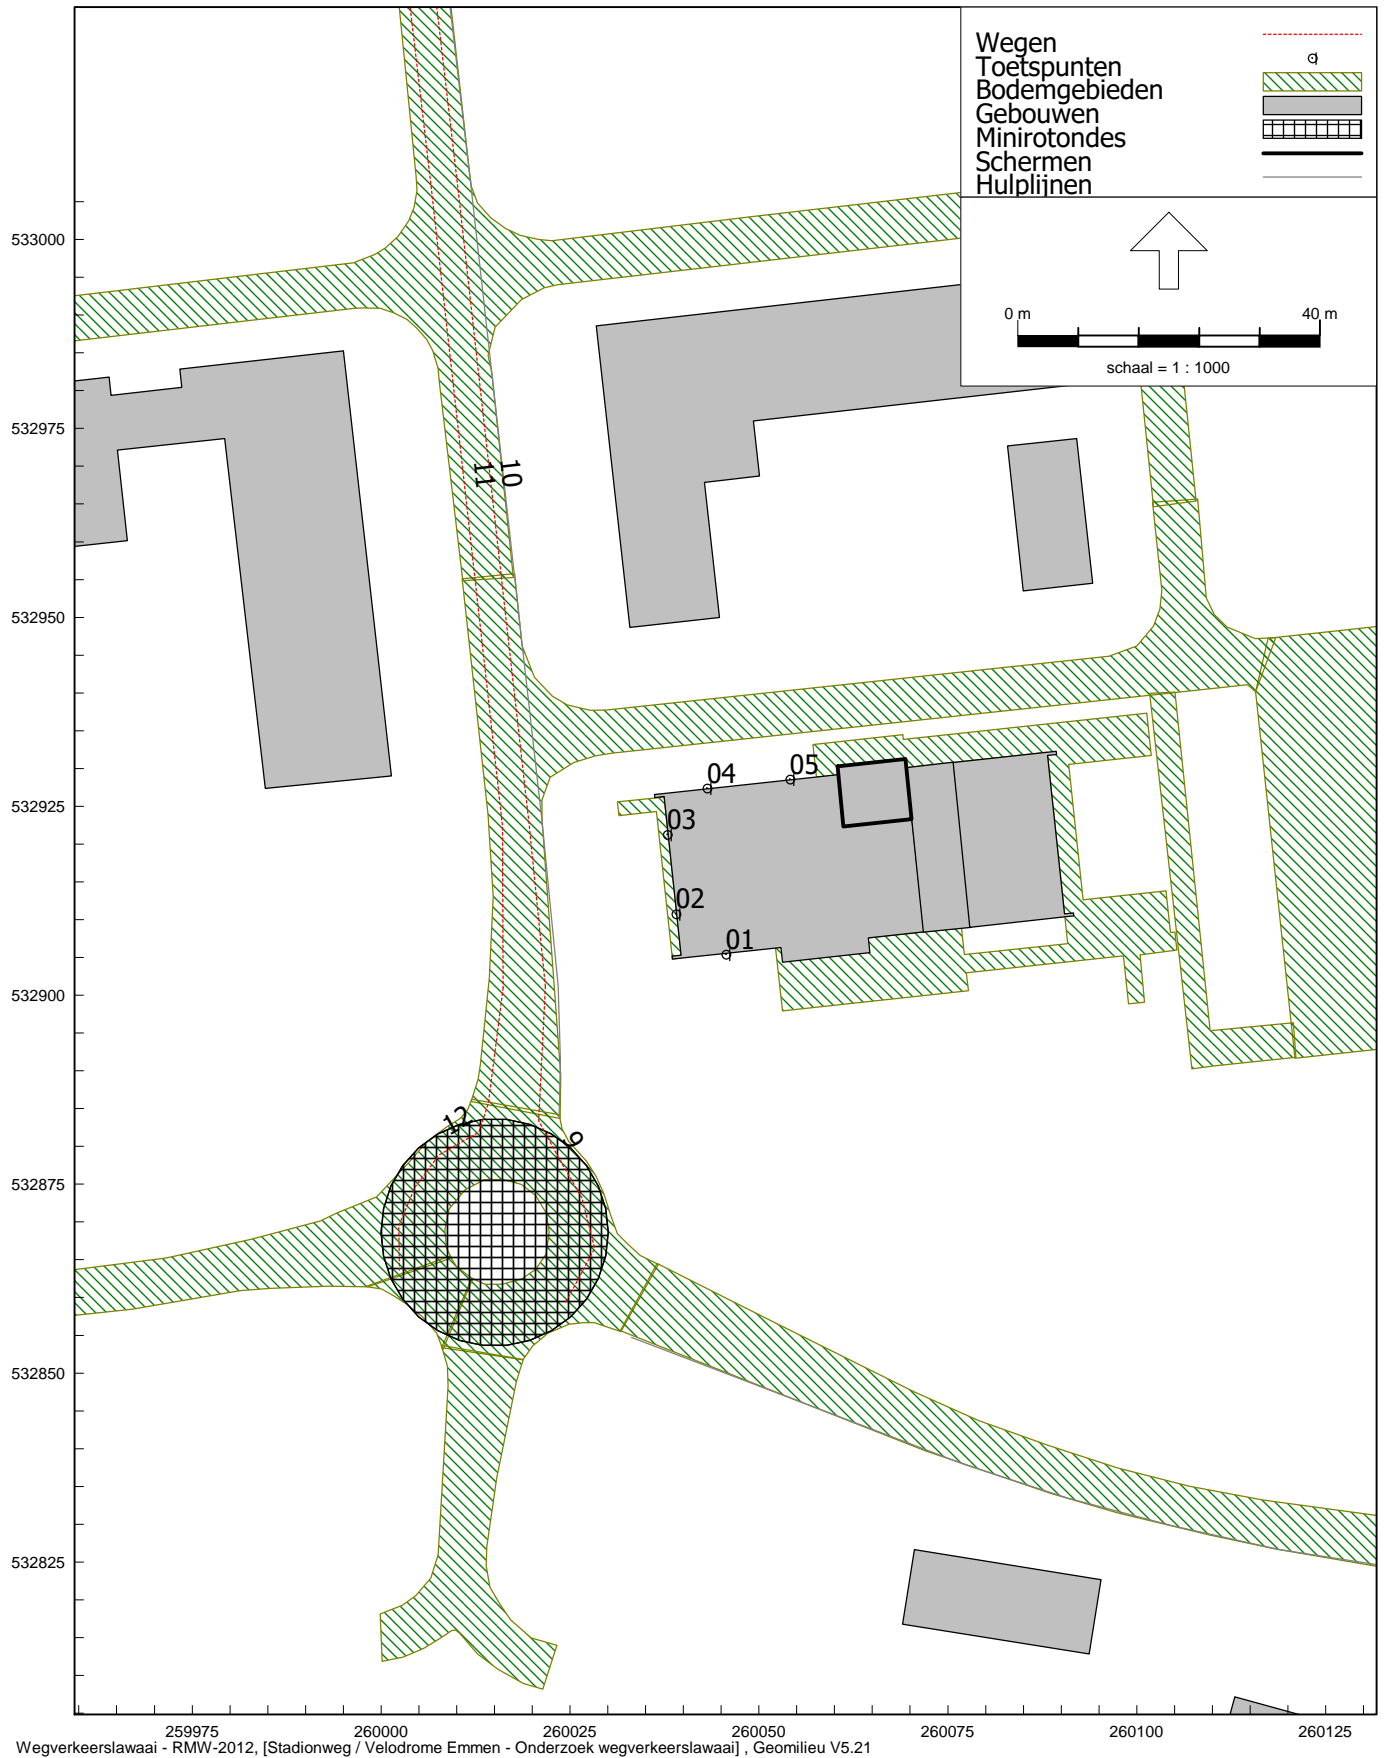 Wegen
Toetspunten
Bodemgebieden
Gebouwen
Minirotondes
Schermen
Hulplijnen
0 m 40 m
schaal = 1 : 1000
533000
532975
532950
532925
532900
532875
532850
532825
11 10
04 05
03
02
01
12 9
259975 260000 260025 260050 260075 260100 260125
Wegverkeerslawaai - RMW-2012, [Stadionweg / Velodrome Emmen - Onderzoek wegverkeerslawaai] , Geomilieu V5.21